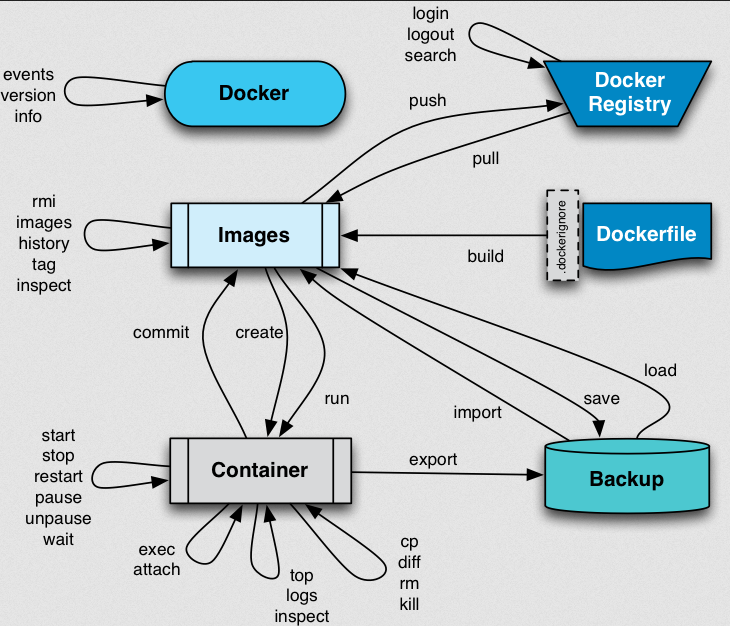 login
logout
search
events
version
info
Docker
Docker
Registry
push
pull
rmi
images
history
tag
inspect
Images
build
.dockerignore
Dockerfile
commit
create
run
import
save
load
start
stop
restart
pause
unpause
wait
Container
export
Backup
exec
attach
top
logs
inspect
cp
diff
rm
kill